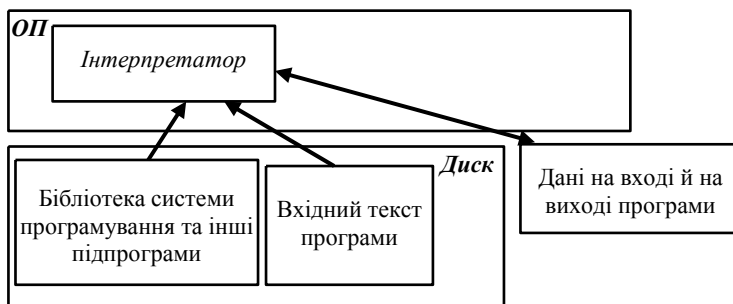 ОП
Інтерпретатор
Диск
Бібліотека системи
програмування та інші
підпрограми
Вхідний текст
програми
Дані на вході й на
виході програми